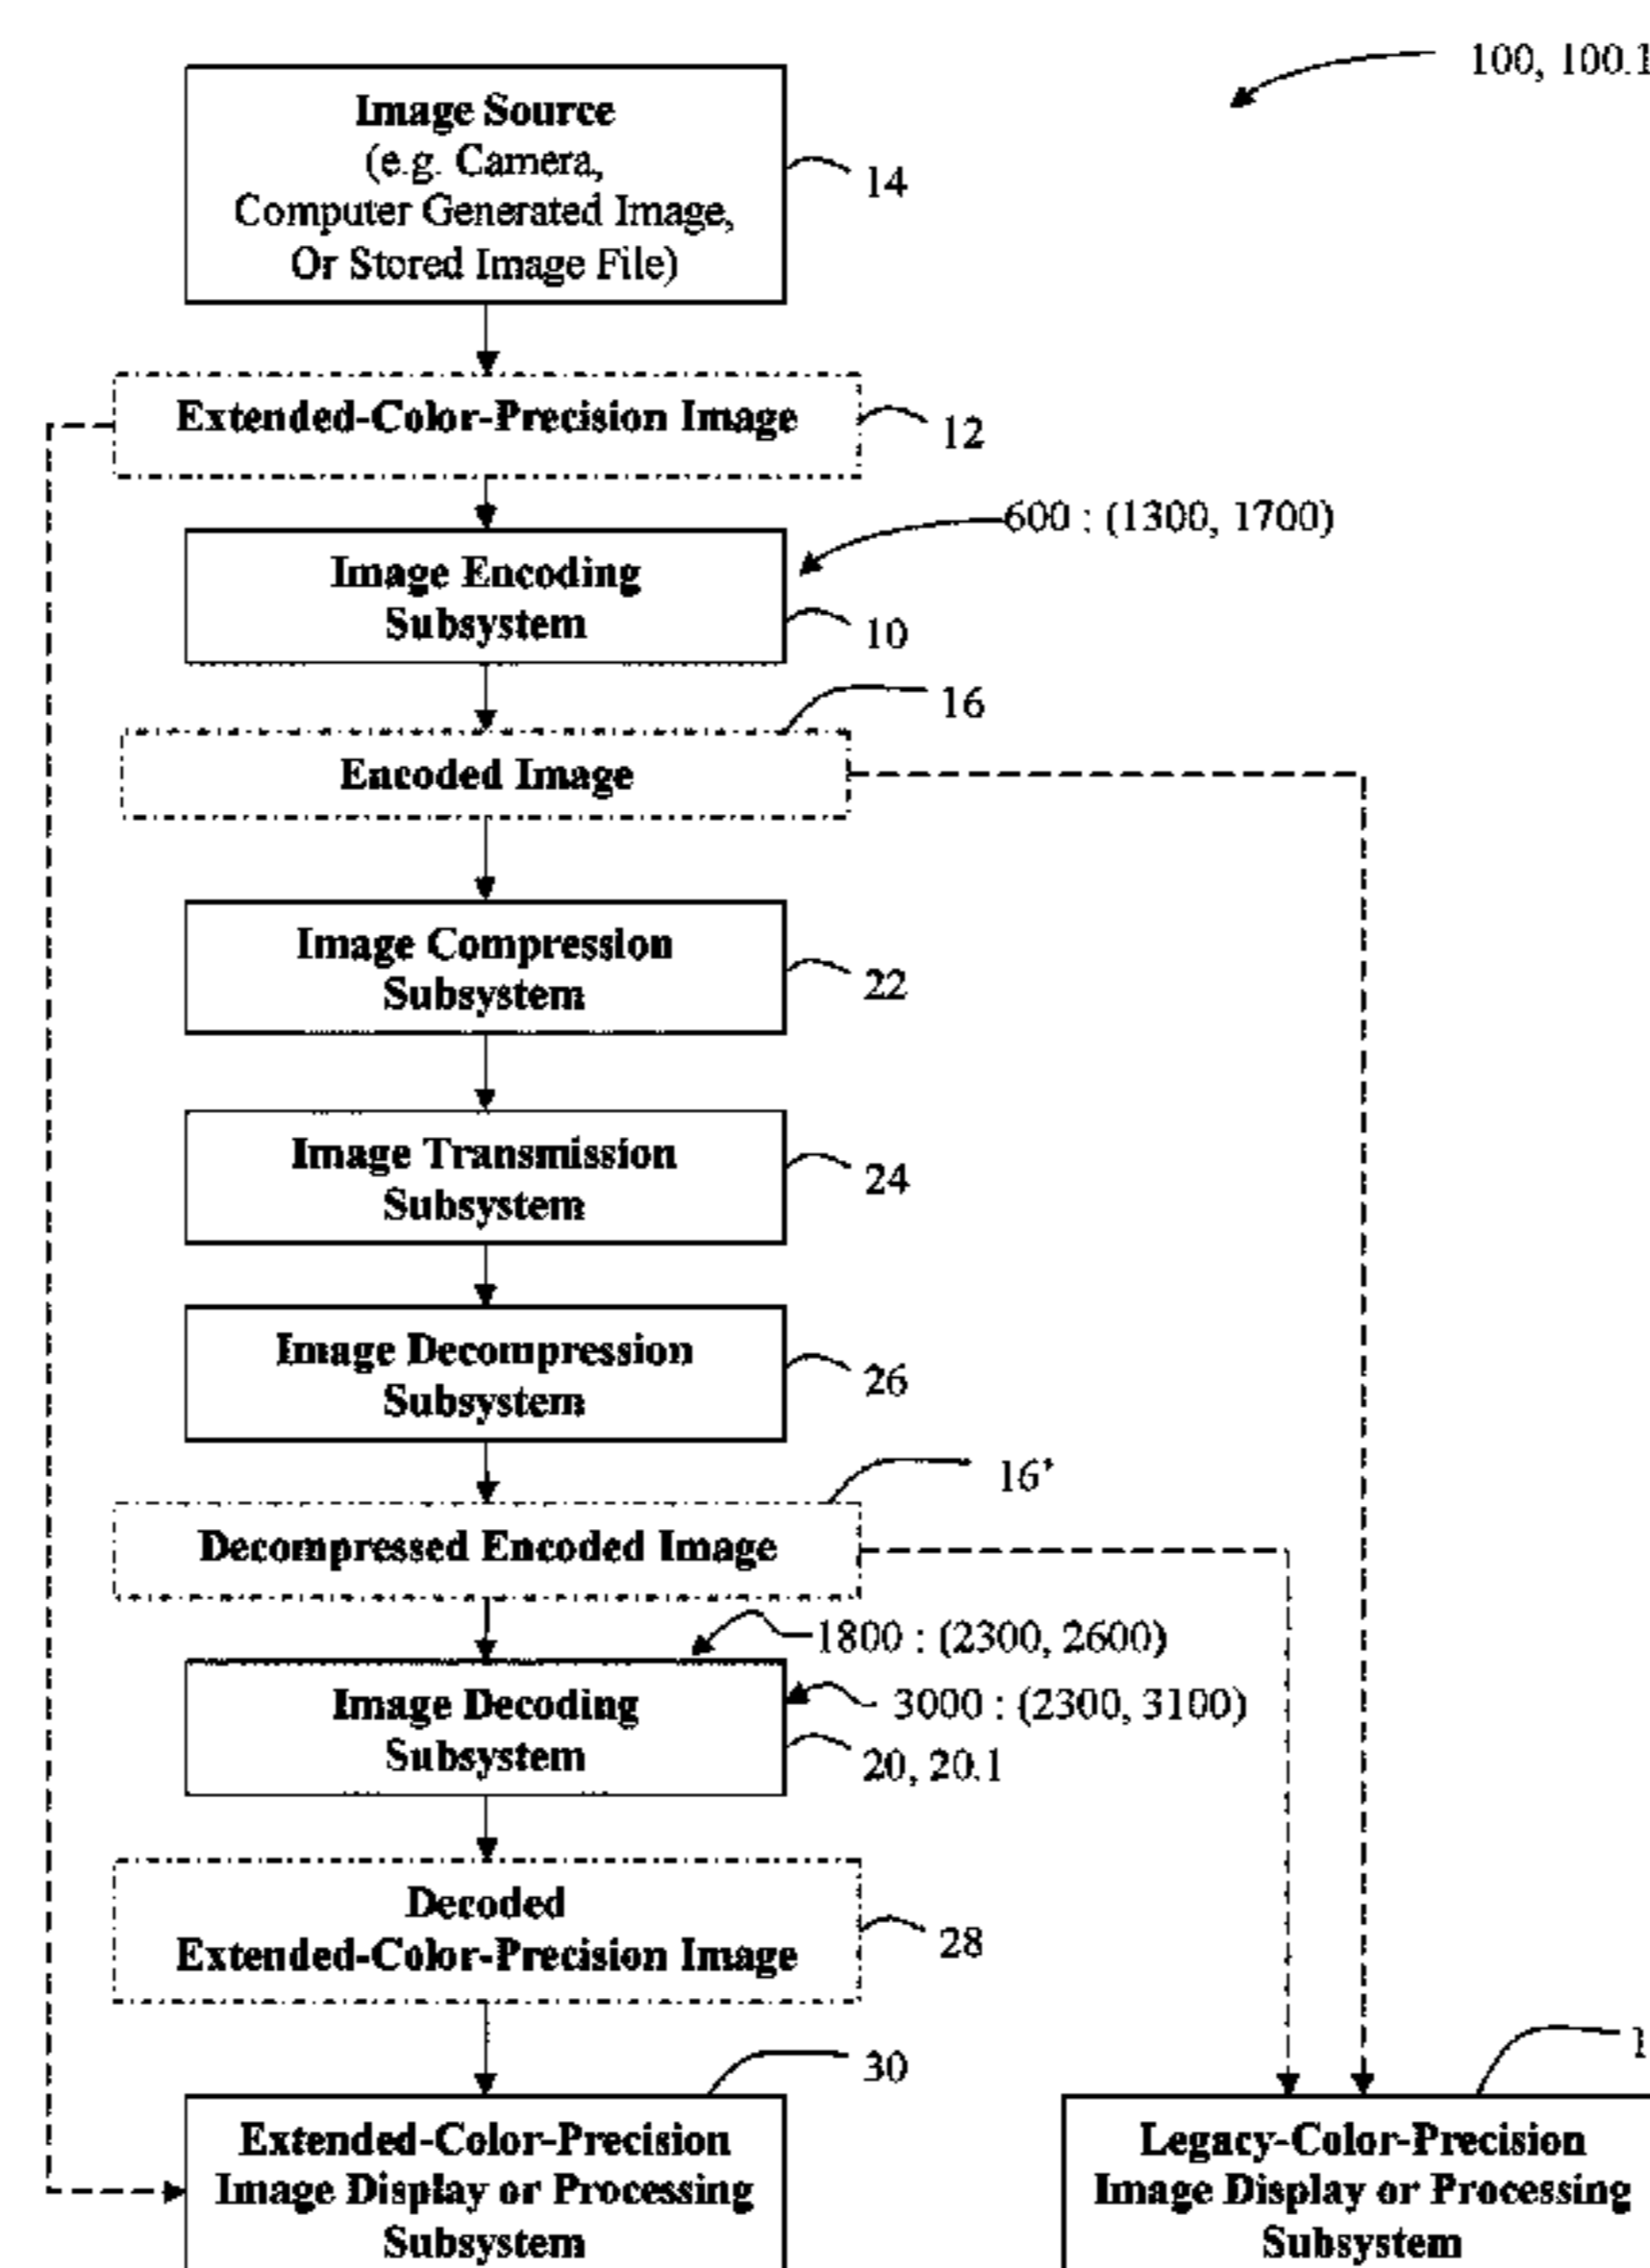 100, 100.1
Image Source
(e.g. Camera,
Computer Generated Image,
Or Stored Image File)
14
Extended-Color-Precision Image
12
600 : (1300, 1700)
Image Encoding
Subsystem
10
16
Encoded Image
Image Compression
Subsystem
22
Image Transmission
Subsystem
24
Image Decompression
Subsystem
26
16'
Decompressed Encoded Image
1800 : (2300, 2600)
Image Decoding
Subsystem
3000 : (2300, 3100)
20, 20.1
Decoded
Extended-Color-Precision Image
28
30
Extended-Color-Precision
Image Display or Processing
Subsystem
Legacy-Color-Precision
Image Display or Processing
Subsystem